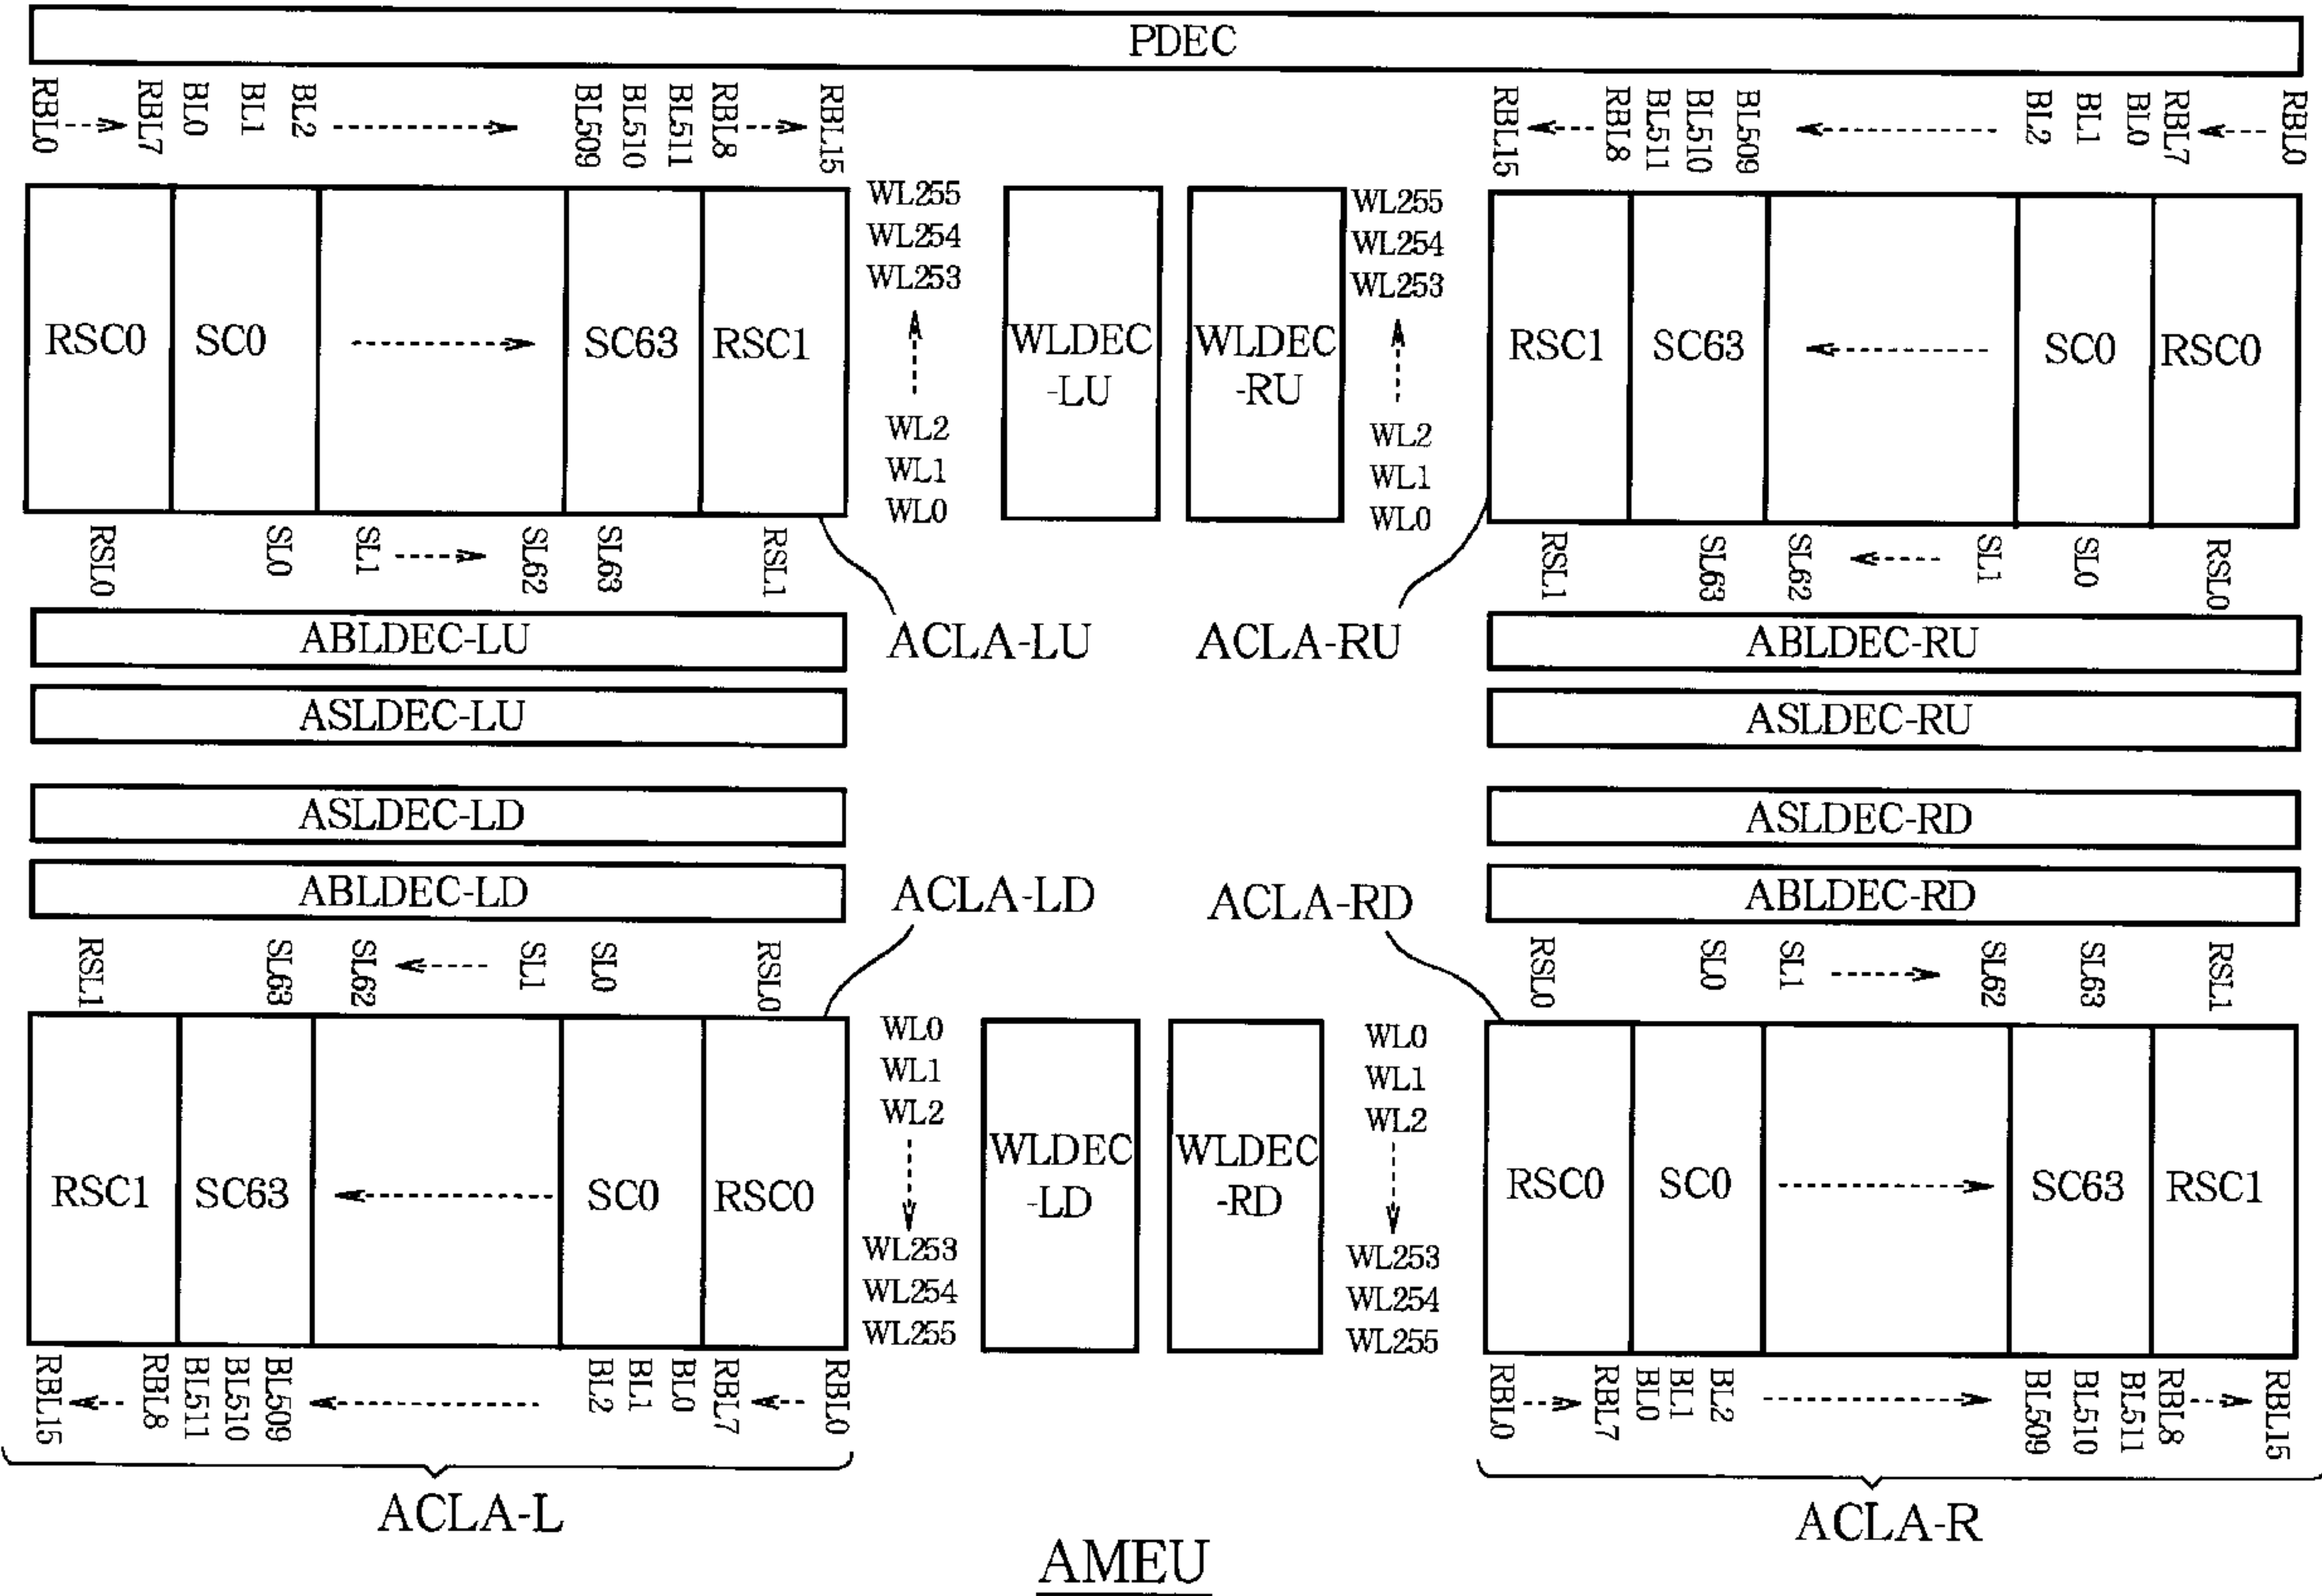 PDEC
RBL0 RBL7 BL0 BL1 BL2 BL509 BL510 BL511 RBL8 RBL15
RBL15 RBL8 BL511 BL510 BL509 BL2 BL1 BL0 RBL7 RBL0
WL255 WL255
WL254 WL254
WL253 WL253
RSC0 SC0 SC63 RSC1 WLDEC WLDEC RSC1 SC63 SC0 RSC0
-LU -RU
WL2 WL2
WL1 WL1
WL0 WL0
RSL0 SL0 SL1 SL62 SL63 RSL1 RSL1 SL63 SL62 SL1 SL0 RSL0
ABLDEC-LU ACLA-LU ACLA-RU ABLDEC-RU
ASLDEC-LU ASLDEC-RU
ASLDEC-LD ASLDEC-RD
ABLDEC-LD ACLA-LD ACLA-RD ABLDEC-RD
RSL1 SL63 SL62 SL1 SL0 RSL0 RSL0 SL0 SL1 SL62 SL63 RSL1
WL0 WL0
WL1 WL1
WL2 WL2
RSC1 SC63 SC0 RSC0 WLDEC WLDEC RSC0 SC0 SC63 RSC1
-LD -RD
WL253 WL253
WL254 WL254
WL255 WL255
RBL15 RBL8 BL511 BL510 BL509 BL2 BL1 BL0 RBL7 RBL0
RBL0 RBL7 BL0 BL1 BL2 BL509 BL510 BL511 RBL8 RBL15
ACLA-L ACLA-R
AMEU